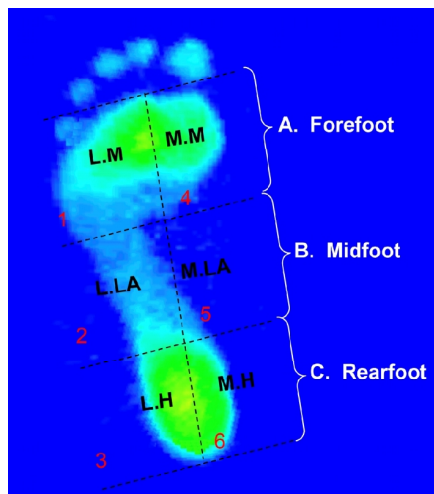 A. Forefoot
L.M
M.M
1
4
B. Midfoot
L.LA
M.LA
2
5
C. Rearfoot
L.H
M.H
3
6